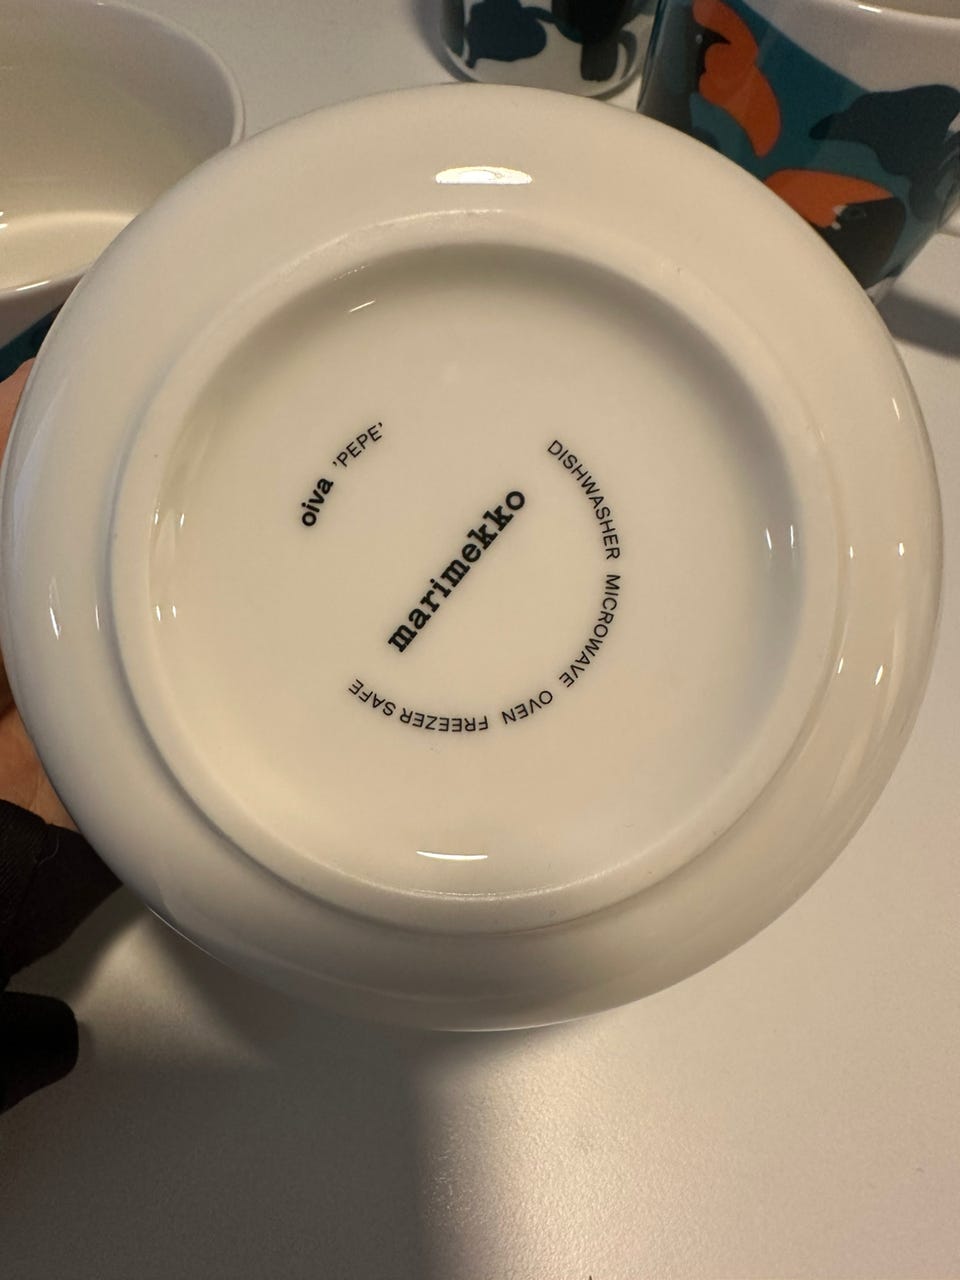 oiva 'PEPE'
marimekko
DISHWASHER MICROWAVE OVEN FREEZER SAFE